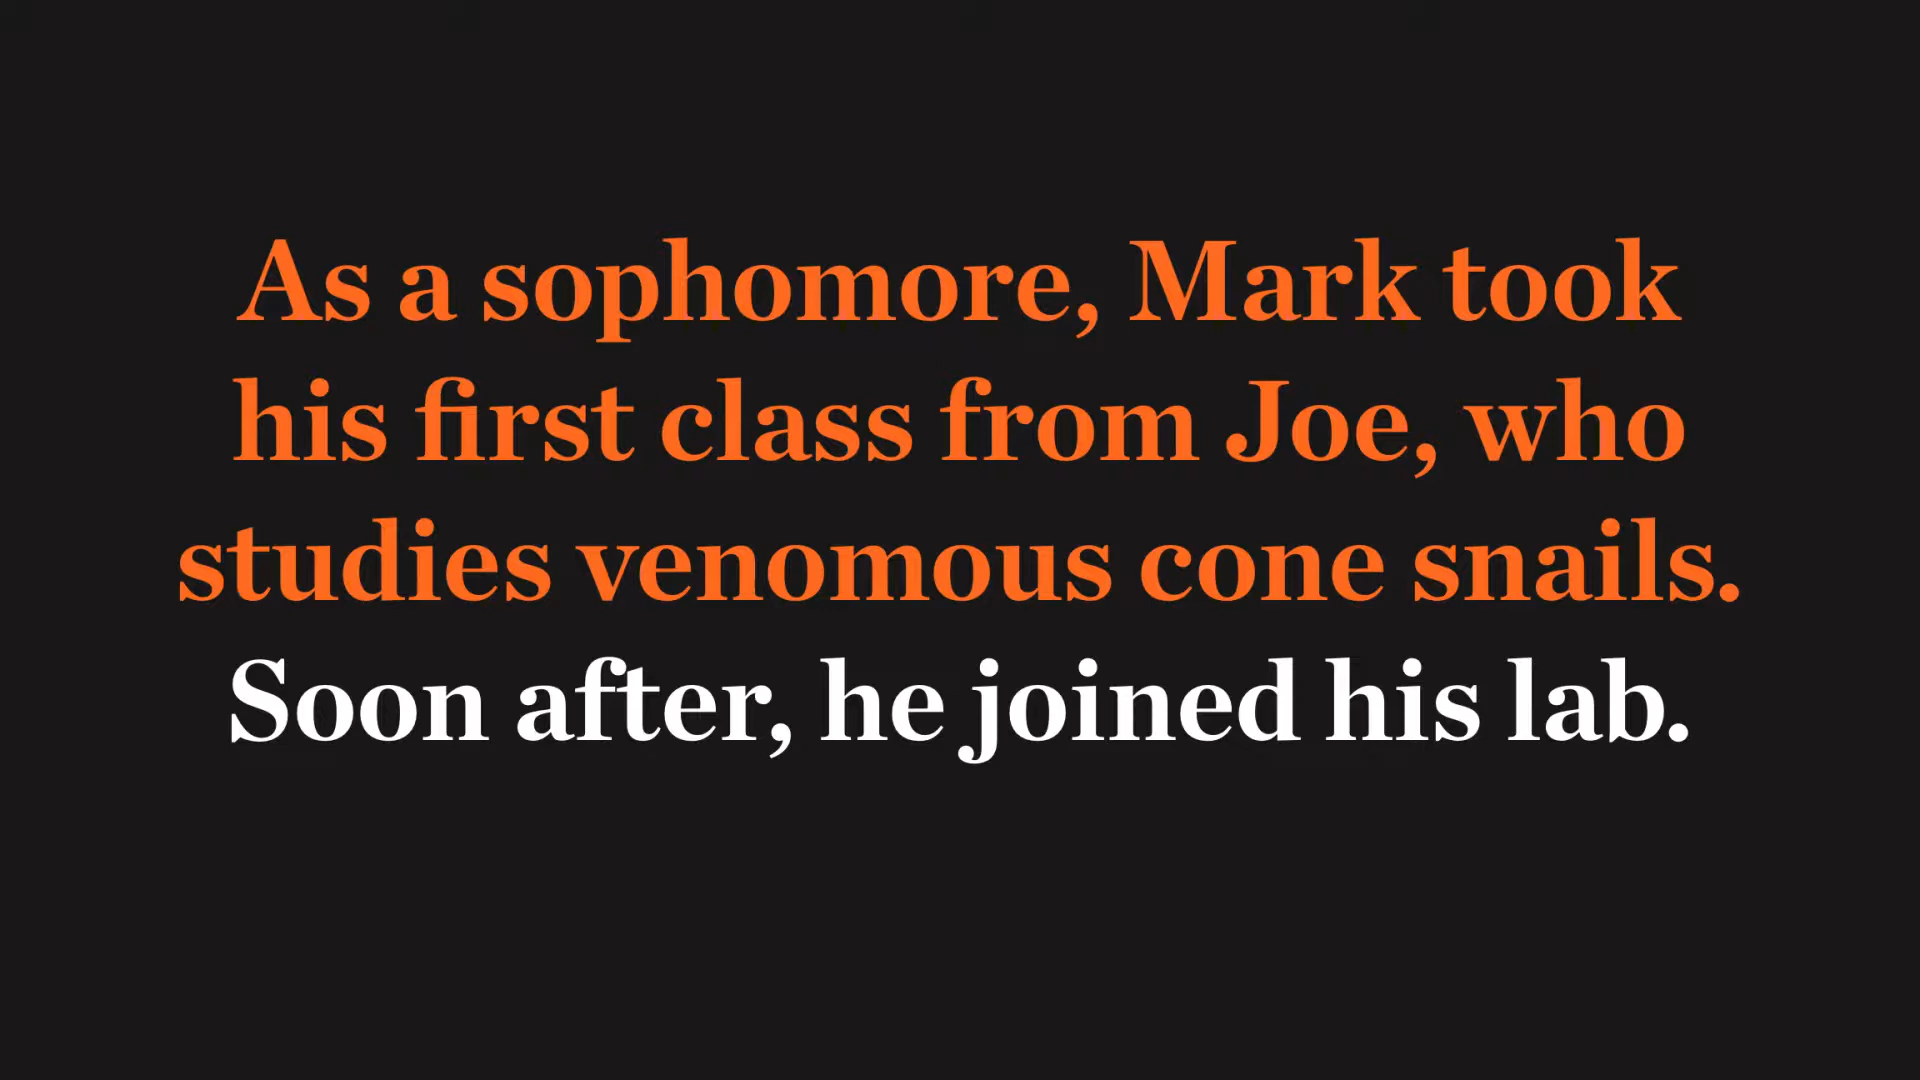 As a sophomore, Mark took
his first class from Joe, who
studies venomous cone snails.
Soon after, he joined his lab.